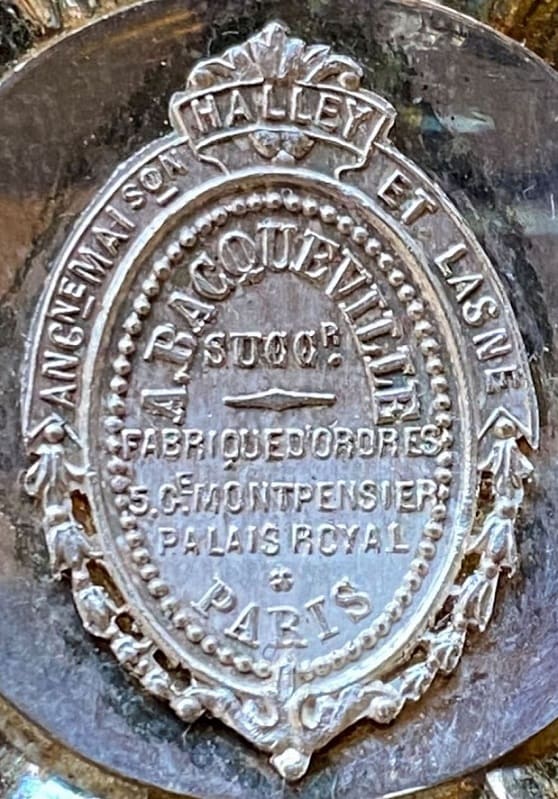 ANCNE MAISON HALLEY ET LASNE
A. BACQUEVILLE
SUCCR.
FABRIQUE D'ORDRES
5. GIE MONTPENSIER
PALAIS ROYAL
PARIS